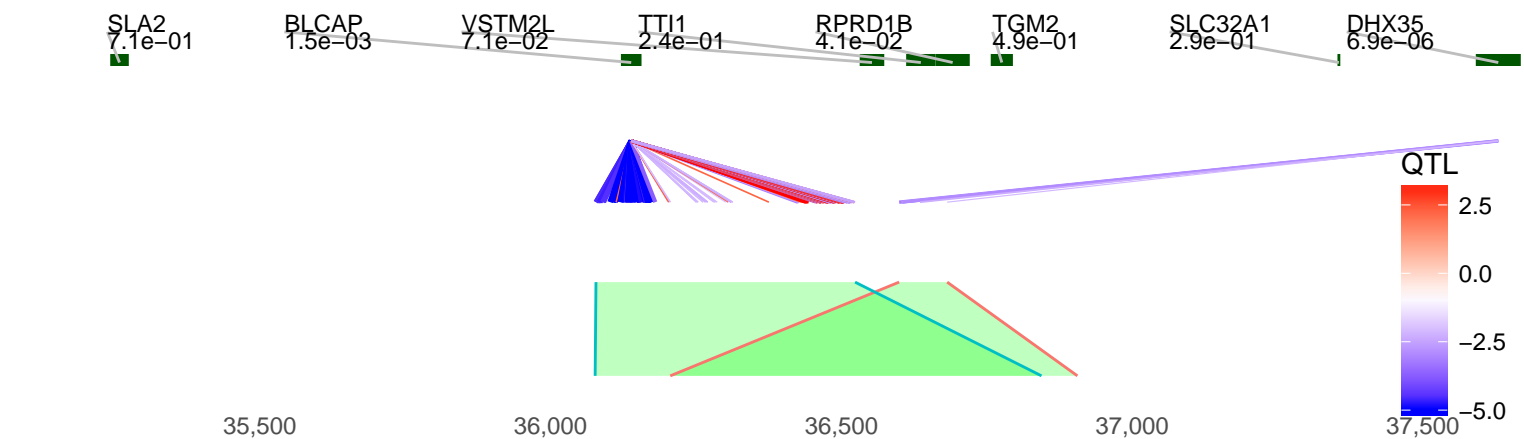 SLA2 BLCAP VSTM2L TTI1 RPRD1B TGM2 SLC32A1 DHX35
7.1e−01 1.5e−03 7.1e−02 2.4e−01 4.1e−02 4.9e−01 2.9e−01 6.9e−06
QTL
2.5
0.0
−2.5
−5.0
35,500 36,000 36,500 37,000 37,500